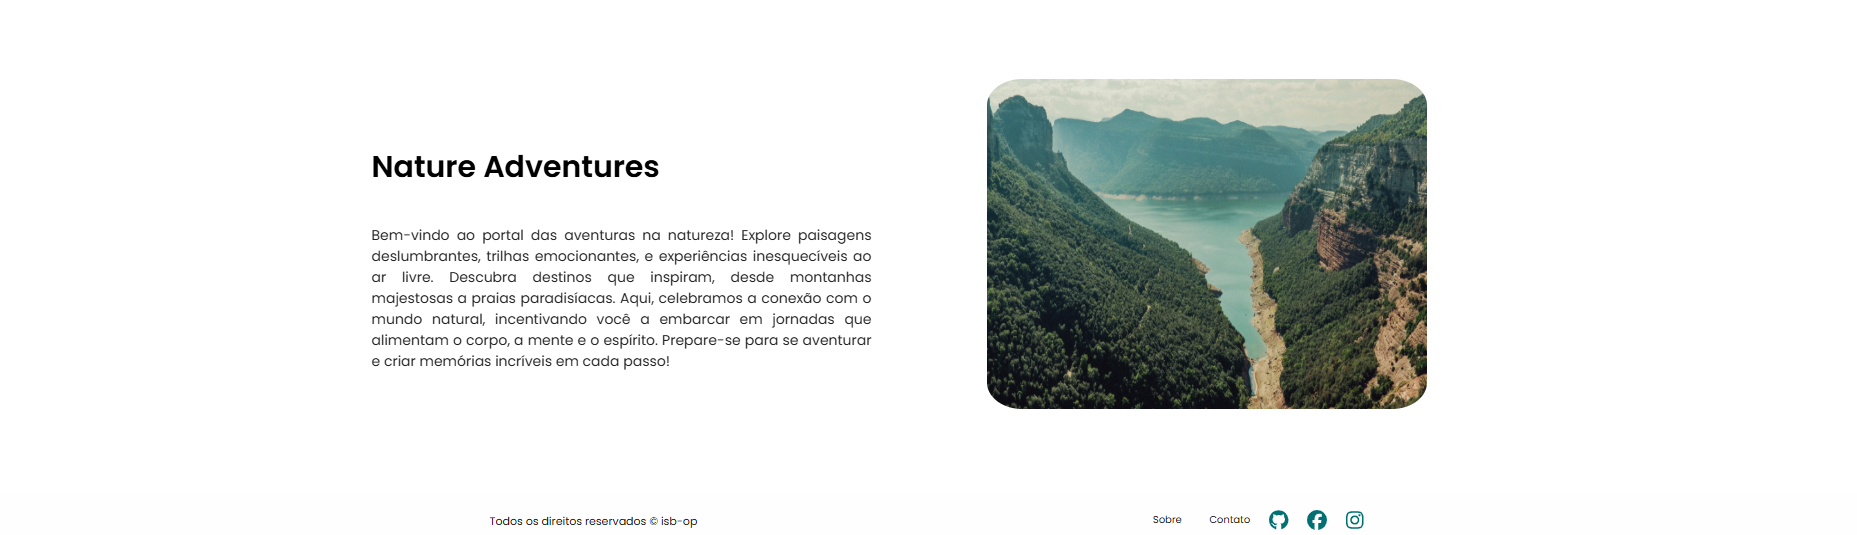 Nature Adventures
Bem-vindo ao portal das aventuras na natureza! Explore paisagens
deslumbrantes, trilhas emocionantes, e experiências inesquecíveis ao
ar livre. Descubra destinos que inspiram, desde montanhas
majestosas a praias paradisíacas. Aqui, celebramos a conexão com o
mundo natural, incentivando você a embarcar em jornadas que
alimentam o corpo, a mente e o espírito. Prepare-se para se aventurar
e criar memórias incríveis em cada passo!
Todos os direitos reservados © isb-op
Sobre Contato